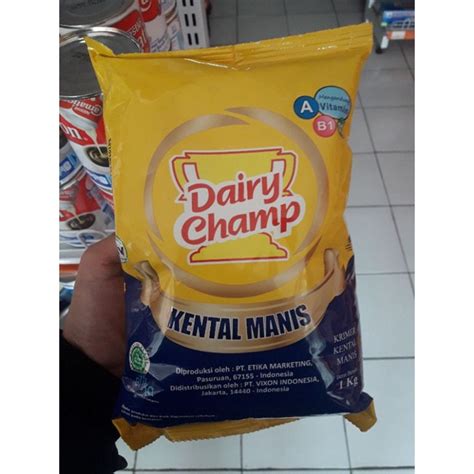 Mengandung
Vitamin
A
B1
Dairy
Champ
KENTAL MANIS
KRIMER
KENTAL
MANIS
1 Kg
Diproduksi oleh : PT. ETIKA MARKETING,
Pasuruan, 67155 - Indonesia
Didistribusikan oleh : PT. VIXON INDONESIA,
Jakarta, 14440 - Indonesia